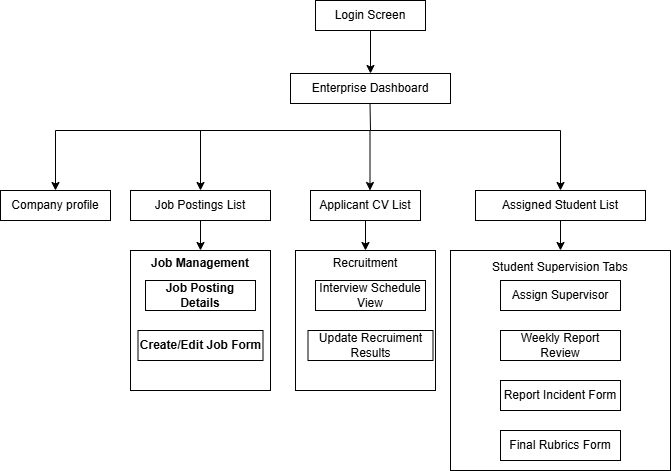 Login Screen
Enterprise Dashboard
Company profile
Job Postings List
Applicant CV List
Assigned Student List
Job Management
Job Posting
Details
Create/Edit Job Form
Recruitment
Interview Schedule
View
Update Recruiment
Results
Student Supervision Tabs
Assign Supervisor
Weekly Report
Review
Report Incident Form
Final Rubrics Form